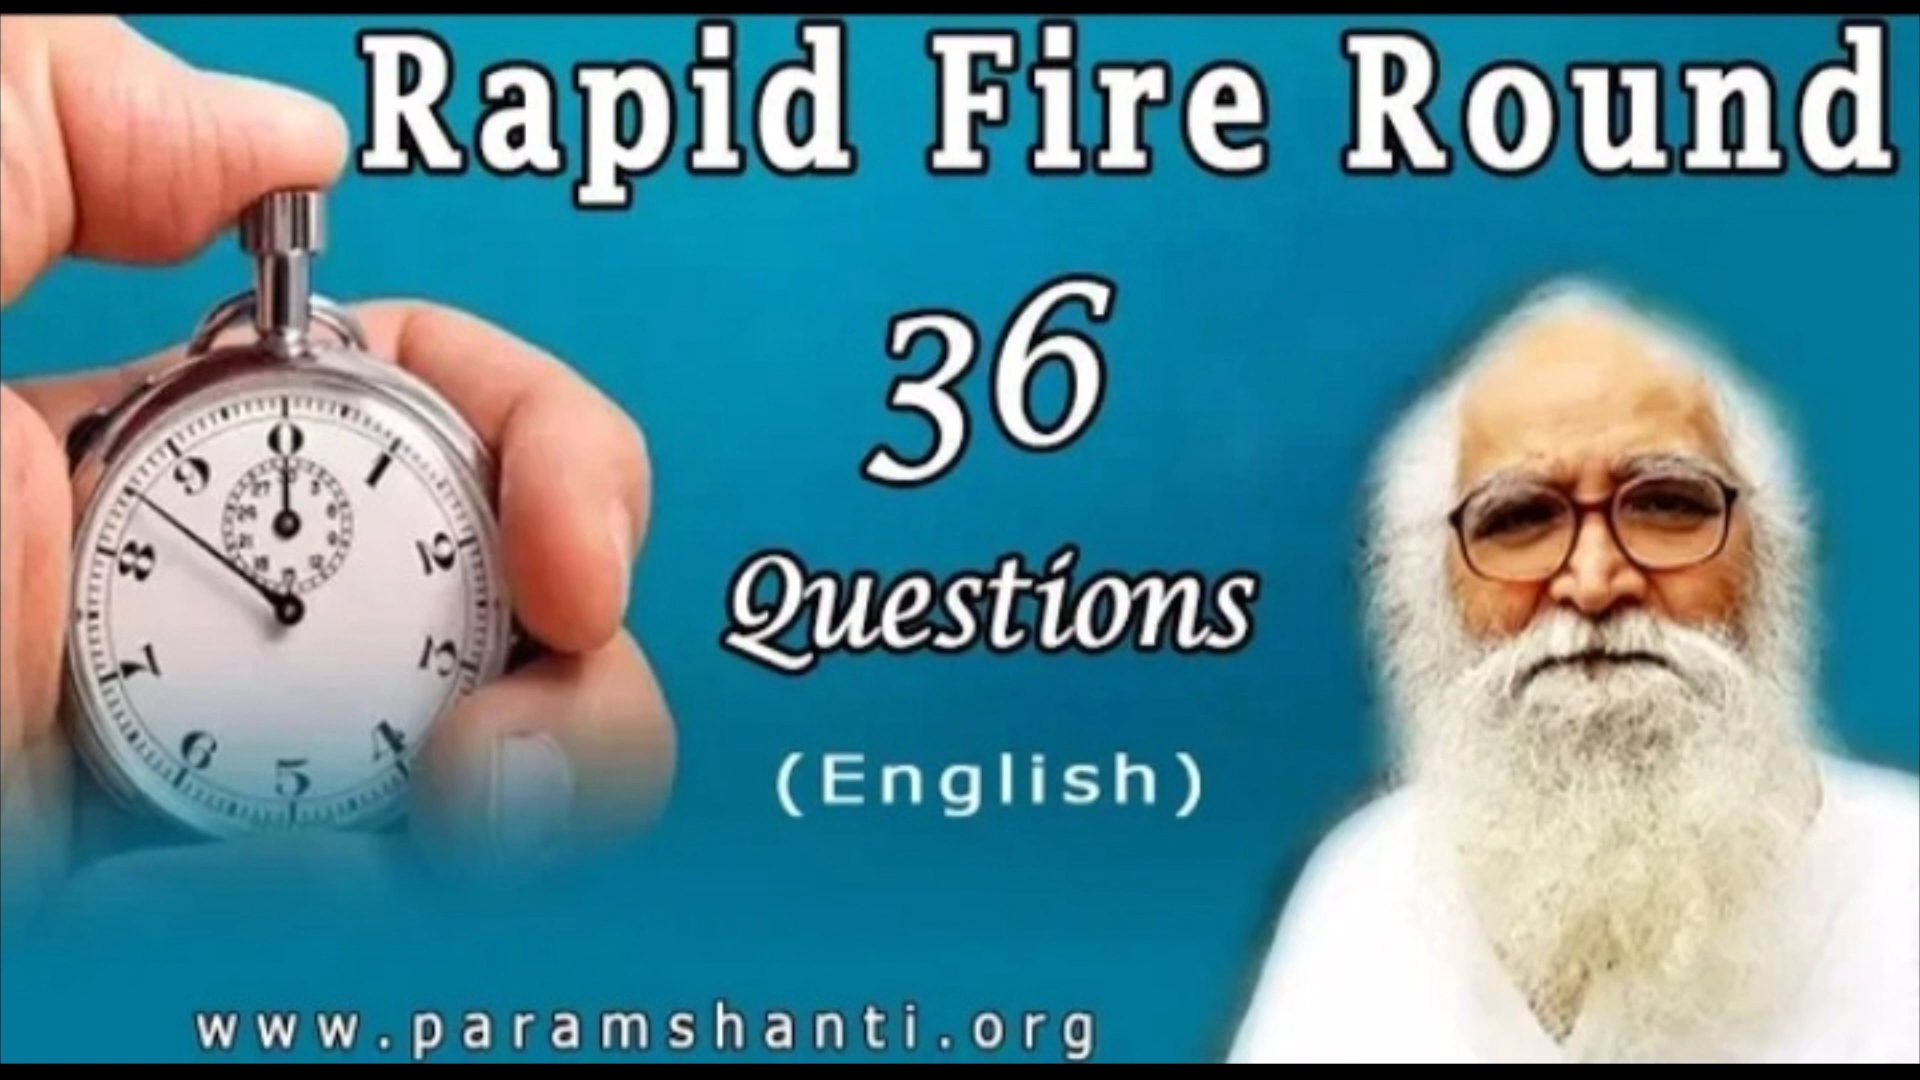 Rapid Fire Round
36
Questions
(English)
www.paramshanti.org